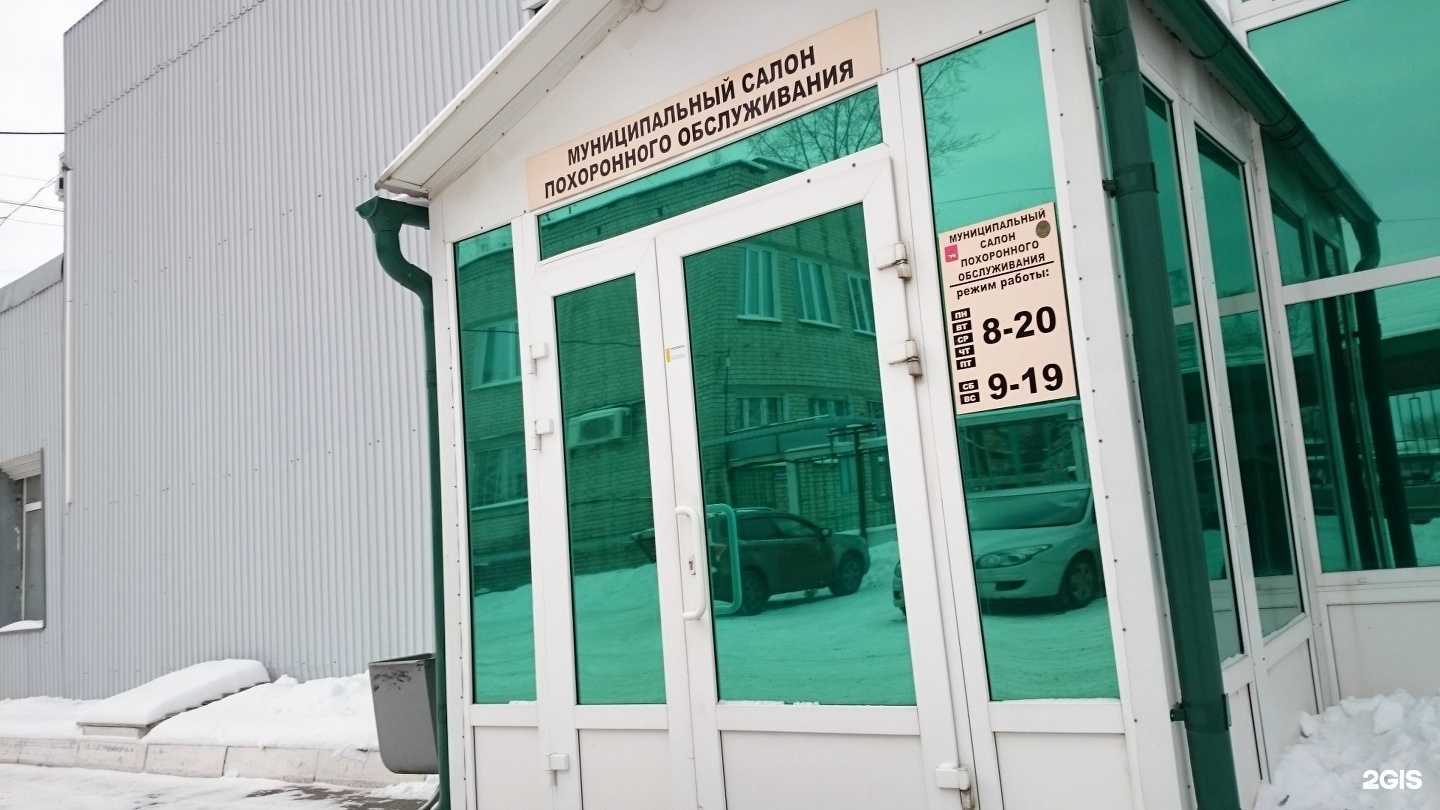 МУНИЦИПАЛЬНЫЙ САЛОН
ПОХОРОННОГО ОБСЛУЖИВАНИЯ
МУНИЦИПАЛЬНЫЙ
САЛОН
ПОХОРОННОГО
ОБСЛУЖИВАНИЯ
режим работы:
ПН
ВТ
СР
ЧТ
ПТ
8-20
СБ
ВС
9-19
2GIS